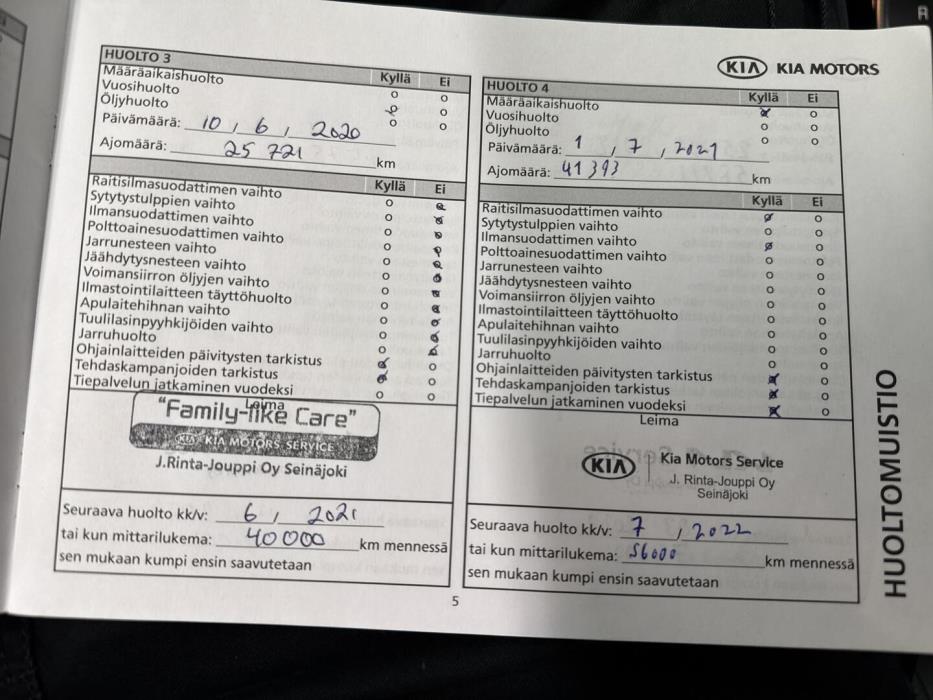 KIA KIA MOTORS
HUOLTO 3
Kyllä Ei
Määräaikaishuolto
Vuosihuolto
Öljyhuolto
Päivämäärä: 10, 6, 2020
Ajomäärä: 25 721 km
Kyllä Ei
Raitisilmasuodattimen vaihto
Sytytystulppien vaihto
Ilmansuodattimen vaihto
Polttoainesuodattimen vaihto
Jarrunesteen vaihto
Jäähdytysnesteen vaihto
Voimansiirron öljyjen vaihto
Ilmastointilaitteen täyttöhuolto
Apulaitehihnan vaihto
Tuulilasinpyyhkijöiden vaihto
Jarruhuolto
Ohjainlaitteiden päivitysten tarkistus
Tehdaskampanjoiden tarkistus
Tiepalvelun jatkaminen vuodeksi
Leima
"Family-like Care"
KIA KIA MOTORS SERVICE
J.Rinta-Jouppi Oy Seinäjoki
Seuraava huolto kk/v: 6, 2021
tai kun mittarilukema: 40000 km mennessä
sen mukaan kumpi ensin saavutetaan
HUOLTO 4
Kyllä Ei
Määräaikaishuolto
Vuosihuolto
Öljyhuolto
Päivämäärä: 1, 7, 2021
Ajomäärä: 41393 km
Kyllä Ei
Raitisilmasuodattimen vaihto
Sytytystulppien vaihto
Ilmansuodattimen vaihto
Polttoainesuodattimen vaihto
Jarrunesteen vaihto
Jäähdytysnesteen vaihto
Voimansiirron öljyjen vaihto
Ilmastointilaitteen täyttöhuolto
Apulaitehihnan vaihto
Tuulilasinpyyhkijöiden vaihto
Jarruhuolto
Ohjainlaitteiden päivitysten tarkistus
Tehdaskampanjoiden tarkistus
Tiepalvelun jatkaminen vuodeksi
Leima
KIA Kia Motors Service
J. Rinta-Jouppi Oy
Seinäjoki
Seuraava huolto kk/v: 7, 2022
tai kun mittarilukema: 56000 km mennessä
sen mukaan kumpi ensin saavutetaan
HUOLTOMUISTIO
5